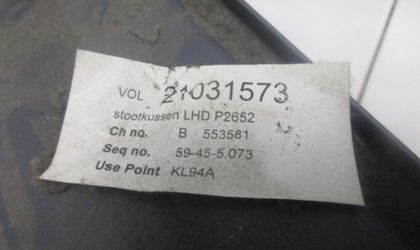 VOL 21031573
stootkussen LHD P2652
Ch no. B 553581
Seq no. 59-45-5.073
Use Point KL94A